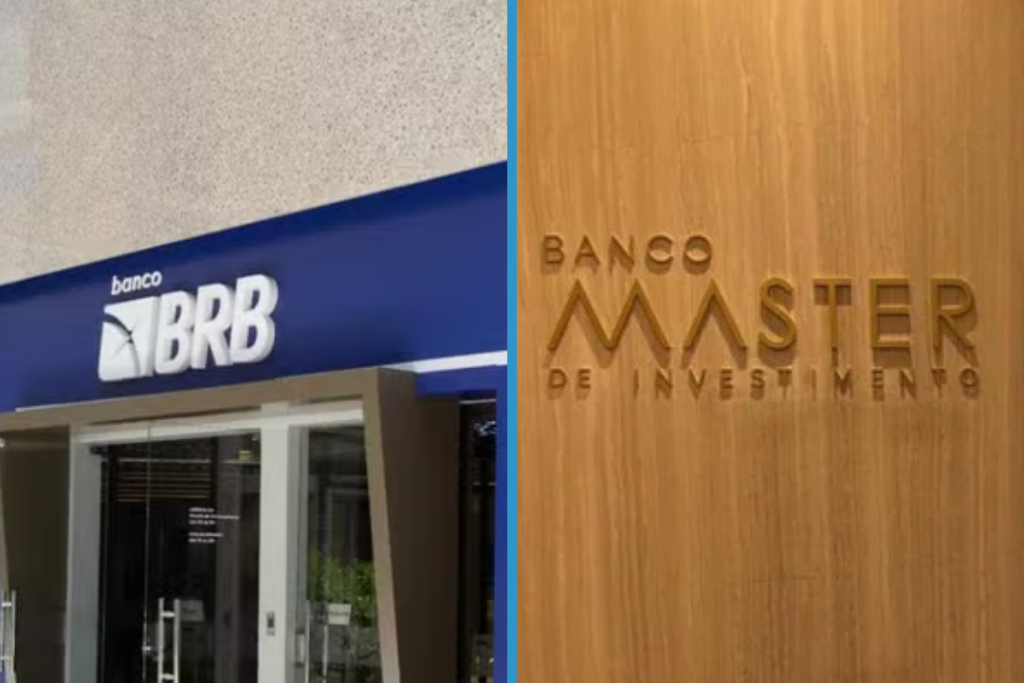 banco
BRB
BANCO
MASTER
DE INVESTIMENTO